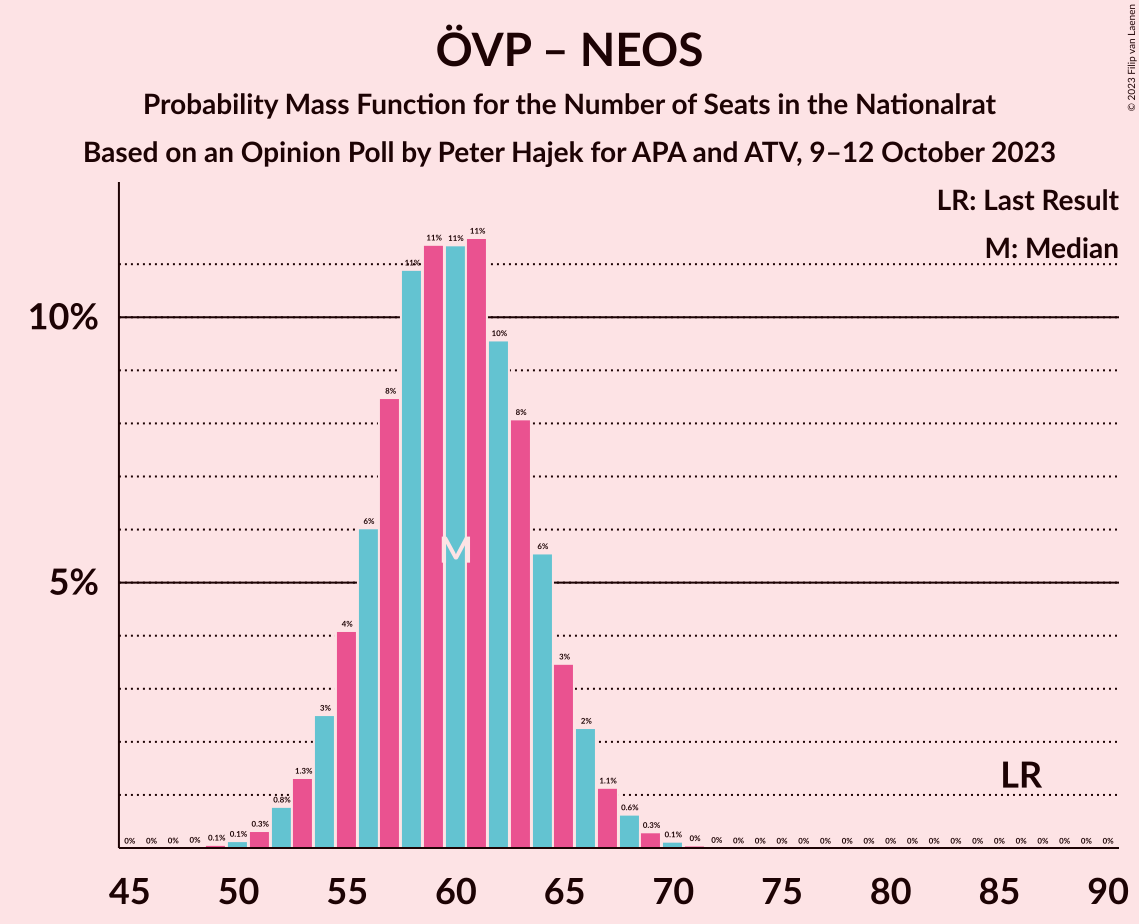 ÖVP – NEOS
Probability Mass Function for the Number of Seats in the Nationalrat
Based on an Opinion Poll by Peter Hajek for APA and ATV, 9–12 October 2023
© 2023 Filip van Laenen
LR: Last Result
M: Median
10%
5%
0% 0% 0% 0% 0.1% 0.1% 0.3% 0.8% 1.3% 3% 4% 6% 8% 11% 11% 11% 11% 10% 8% 6% 3% 2% 1.1% 0.6% 0.3% 0.1% 0% 0% 0% 0% 0% 0% 0% 0% 0% 0% 0% 0% 0% 0% 0% 0% 0% 0% 0% 0%
M
LR
45 50 55 60 65 70 75 80 85 90